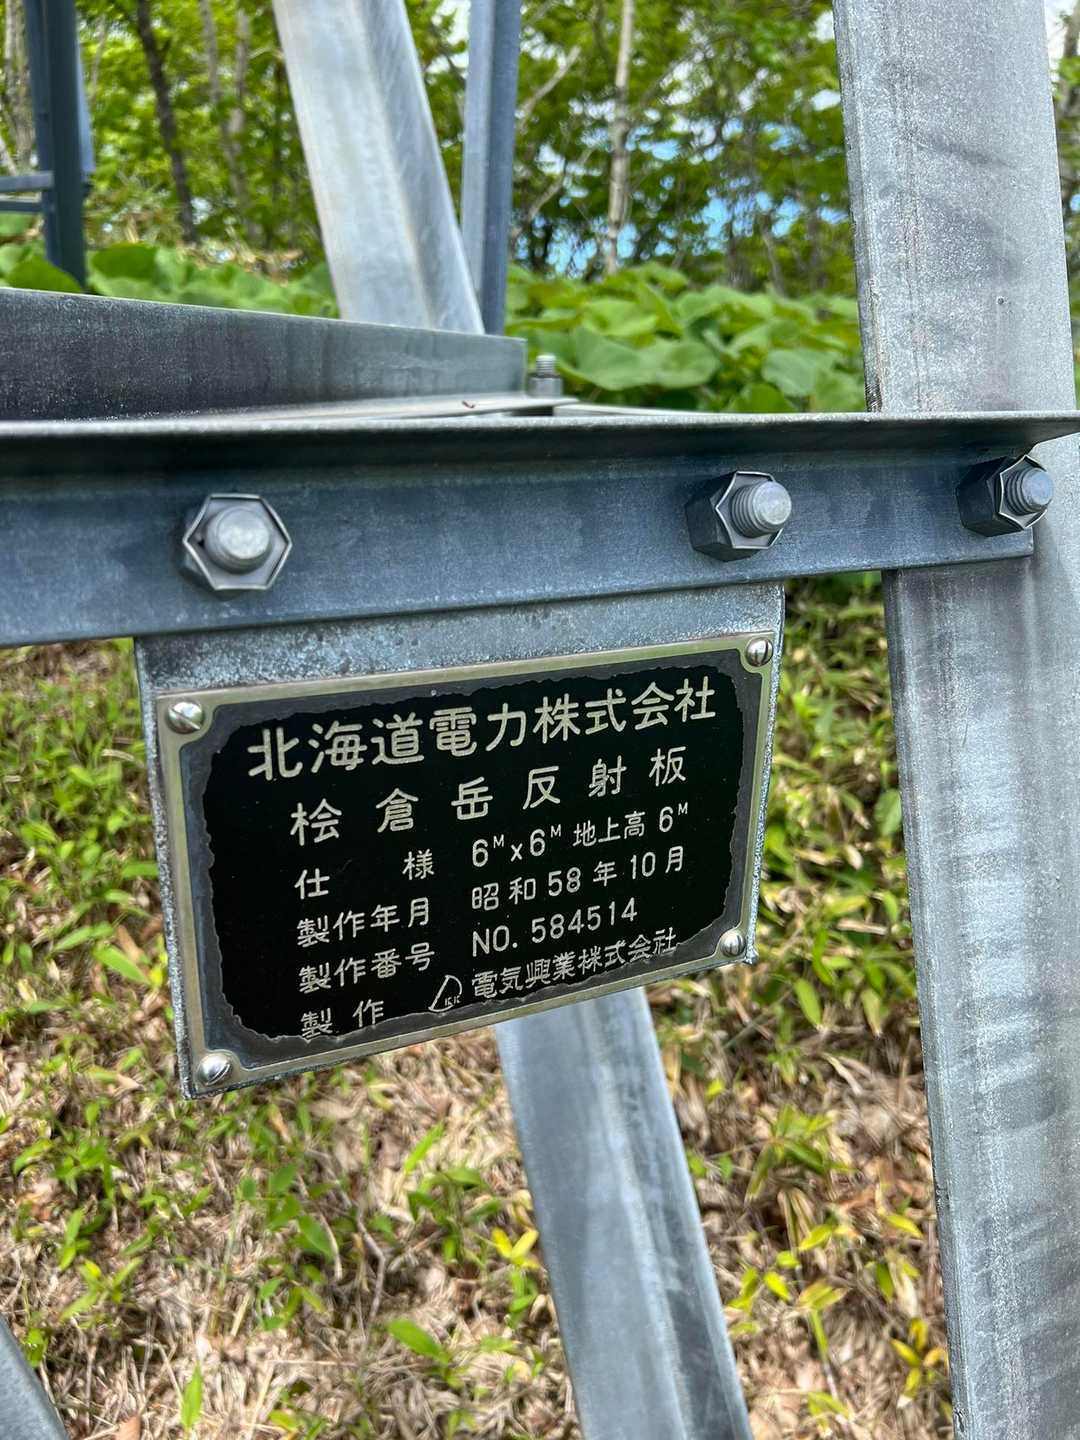 北海道電力株式会社
桧倉岳反射板
仕様 6ᴹx6ᴹ 地上高 6ᴹ
製作年月 昭和58年10月
製作番号 NO. 584514
製作 電気興業株式会社